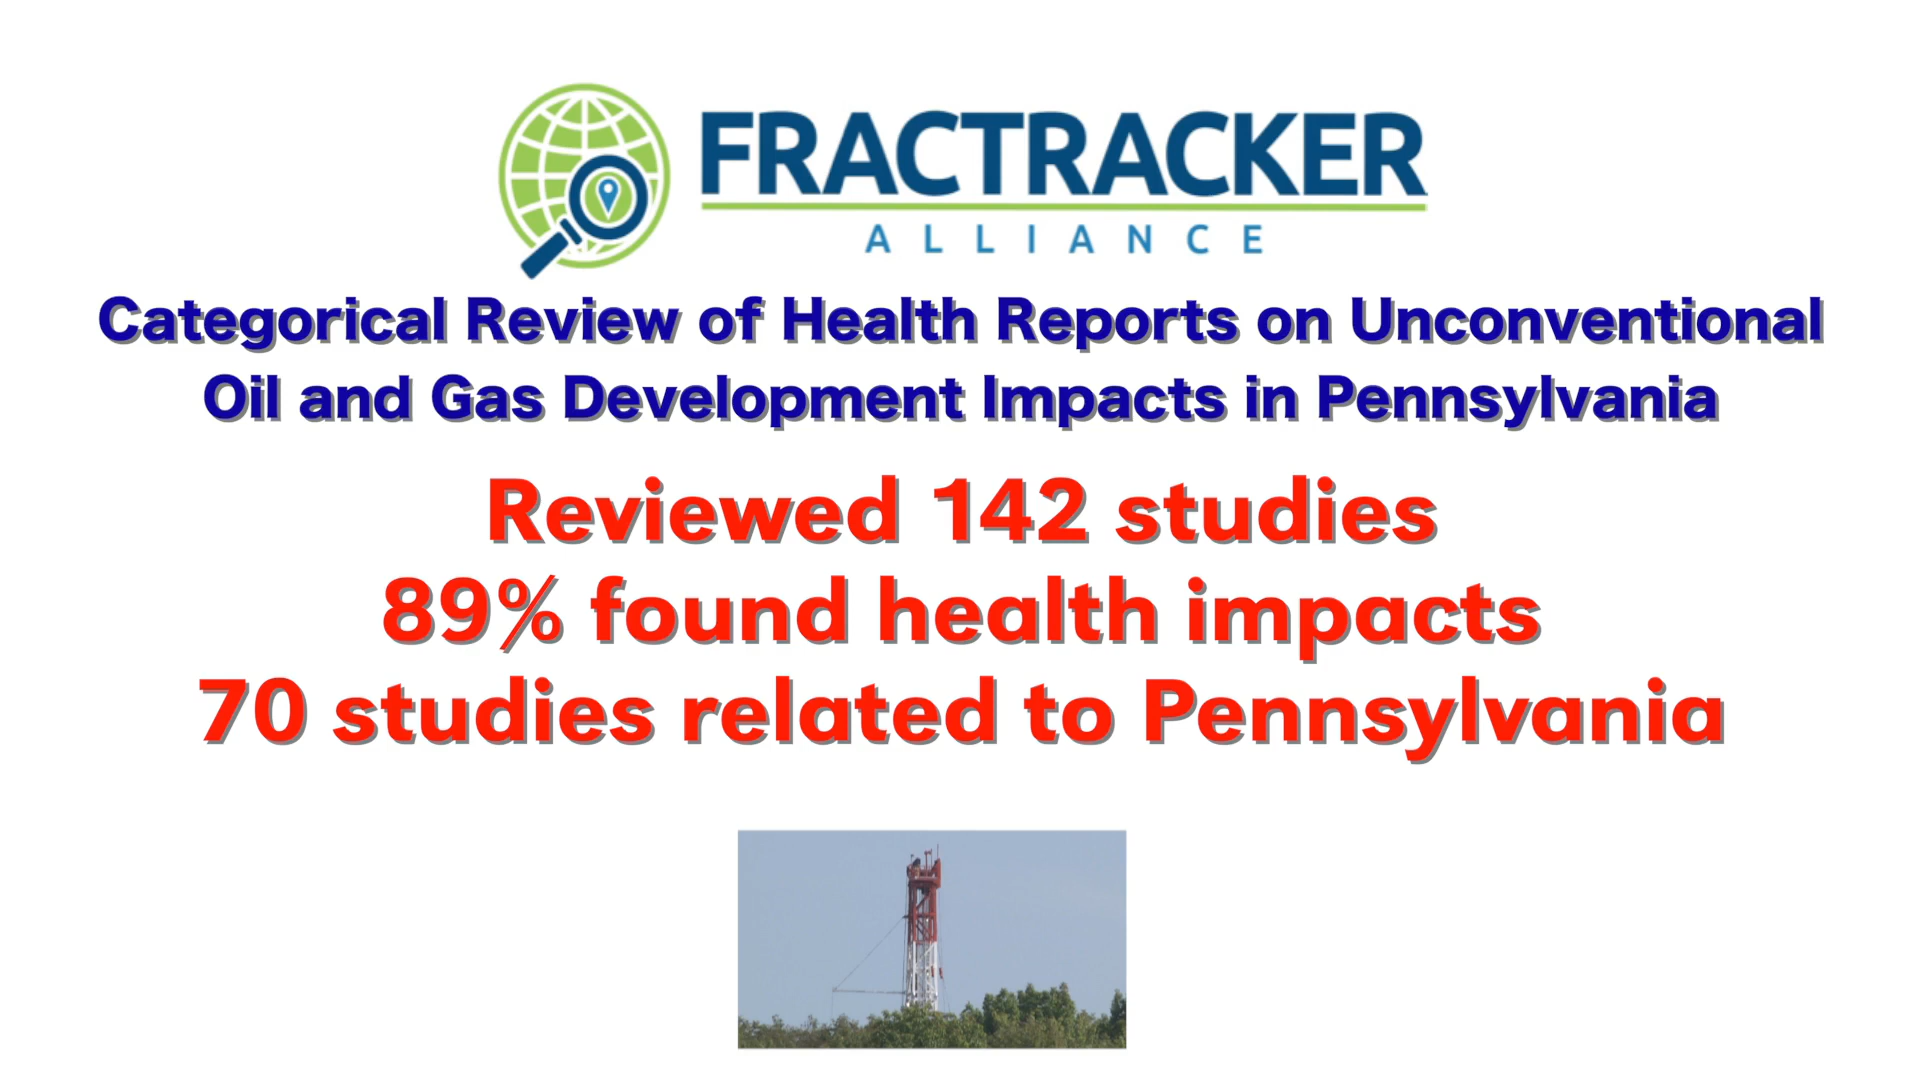 FRACTRACKER
ALLIANCE
Categorical Review of Health Reports on Unconventional
Oil and Gas Development Impacts in Pennsylvania
Reviewed 142 studies
89% found health impacts
70 studies related to Pennsylvania